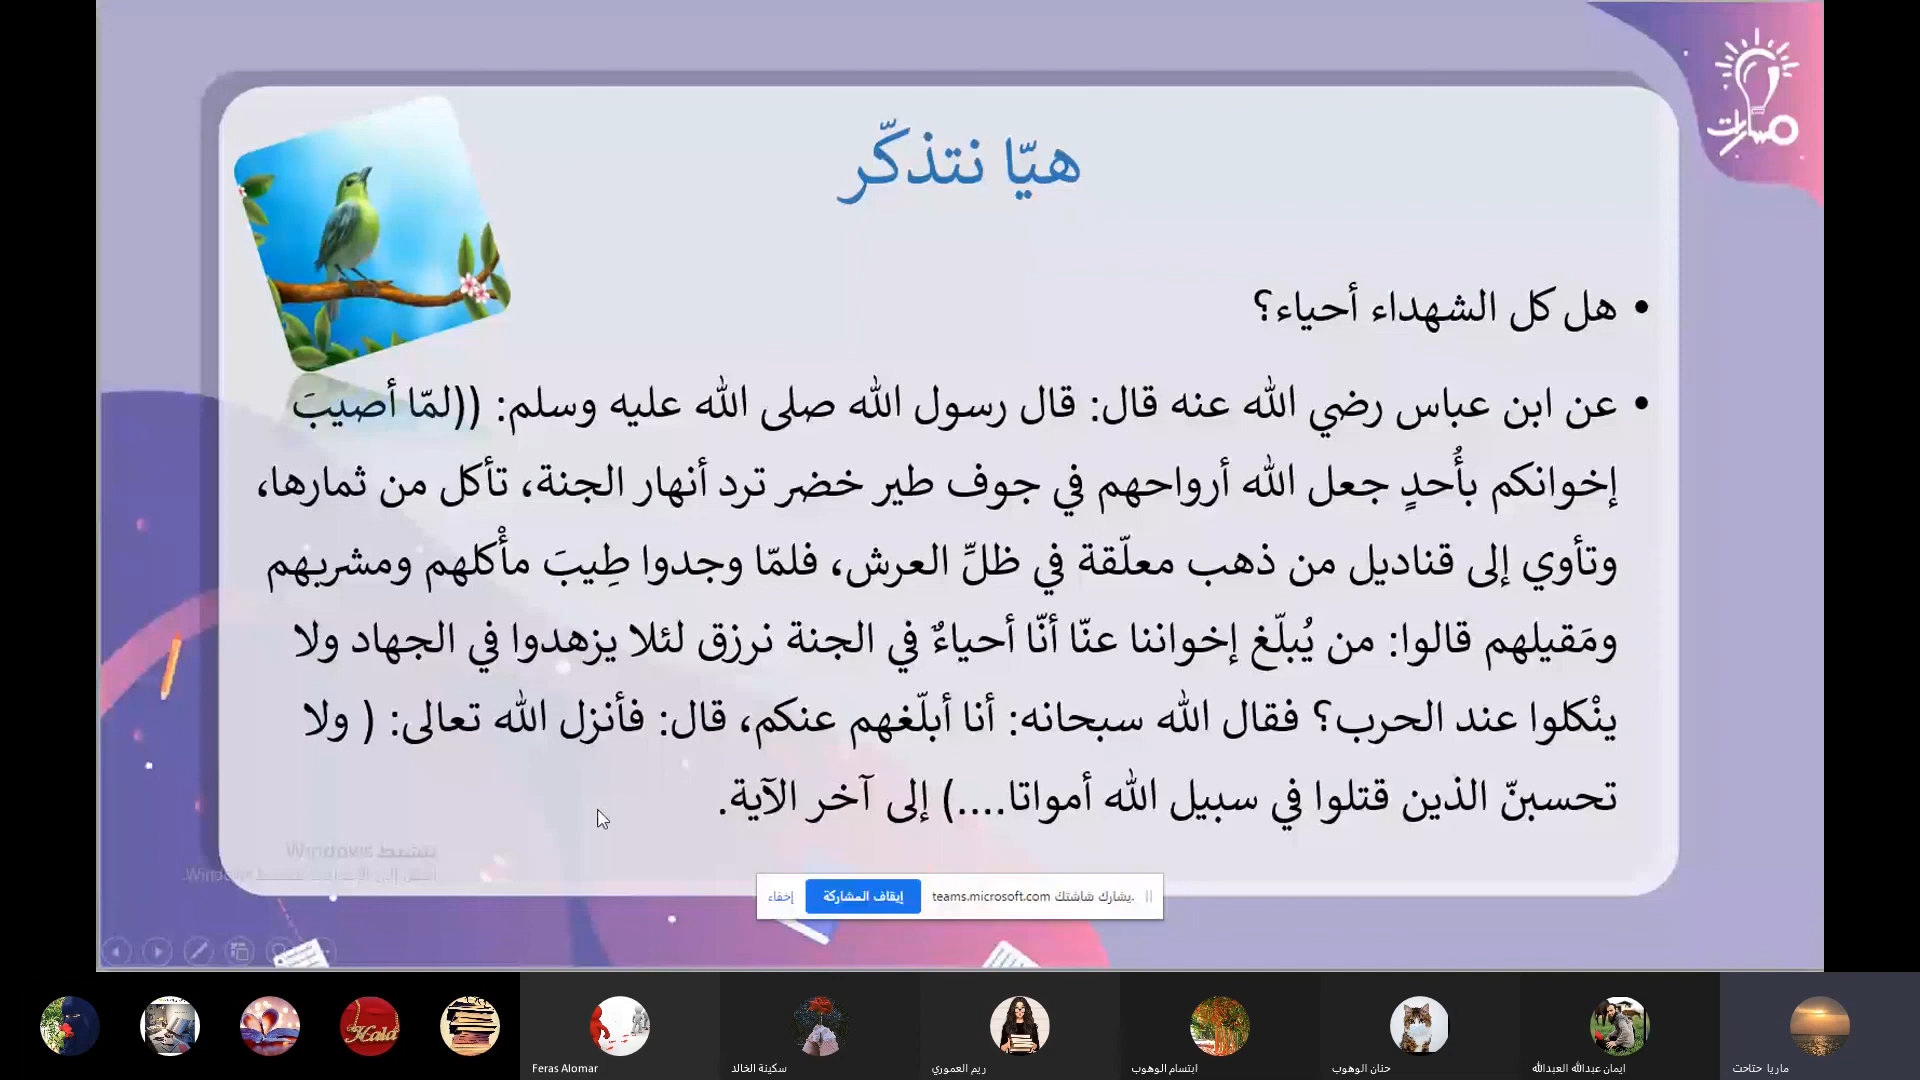 مسارات
هيّا نتذكّر
• هل كل الشهداء أحياء؟
• عن ابن عباس رضي الله عنه قال: قال رسول الله صلى الله عليه وسلم: ((لمّا أصيبَ
إخوانكم بأُحدٍ جعل الله أرواحهم في جوف طير خضر ترد أنهار الجنة، تأكل من ثمارها،
وتأوي إلى قناديل من ذهب معلّقة في ظلِّ العرش، فلمّا وجدوا طِيبَ مأْكلهم ومشربهم
ومَقيلهم قالوا: من يُبلّغ إخواننا عنّا أنّا أحياءٌ في الجنة نرزق لئلا يزهدوا في الجهاد ولا
ينْكلوا عند الحرب؟ فقال الله سبحانه: أنا أبلّغهم عنكم، قال: فأنزل الله تعالى: ( ولا
تحسبنّ الذين قتلوا في سبيل الله أمواتا....) إلى آخر الآية.
تنشيط Windows
يشارك شاشتك teams.microsoft.com.
إيقاف المشاركة
إخفاء
Hala
Feras Alomar
سكينة الخالد
ريم العموري
ابتسام الوهوب
حنان الوهوب
ايمان عبدالله العبدالله
ماريا حتاحت